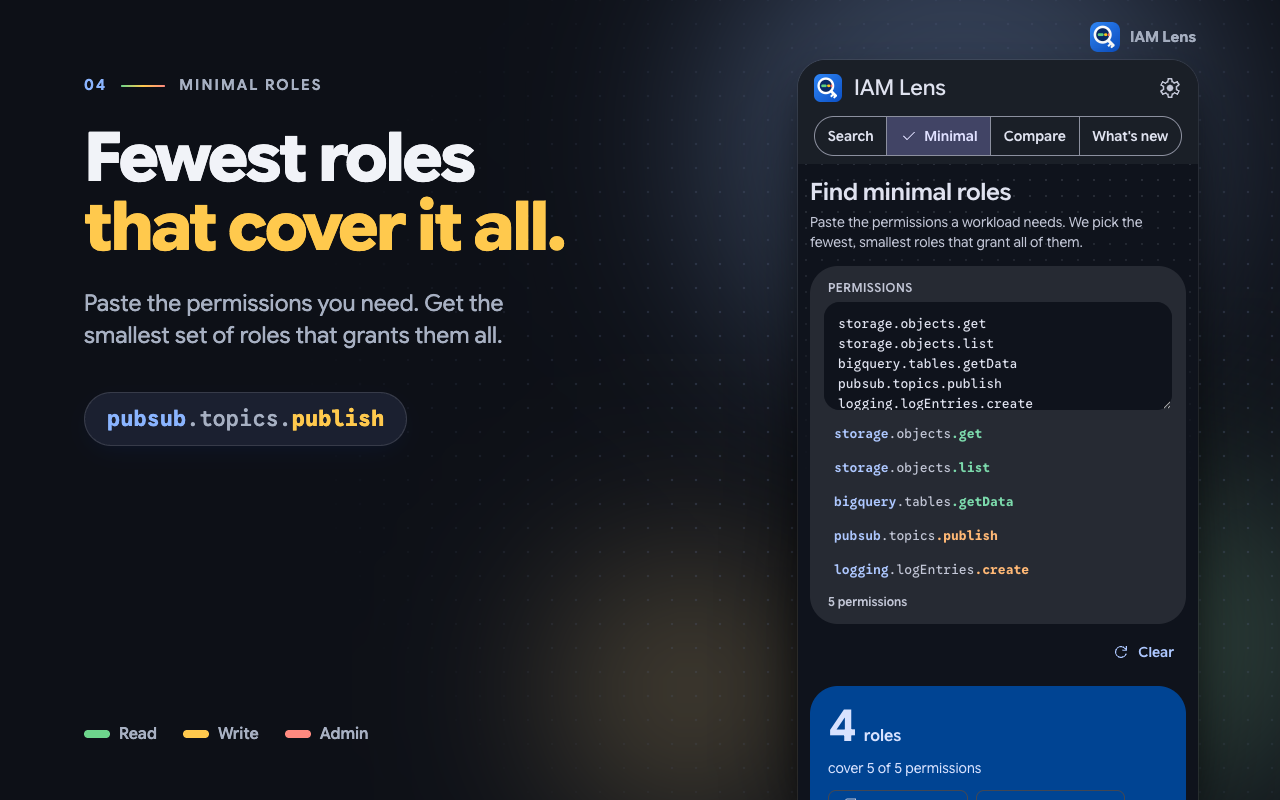 IAM Lens
04 MINIMAL ROLES
Fewest roles
that cover it all.
Paste the permissions you need. Get the
smallest set of roles that grants them all.
pubsub.topics.publish
Read Write Admin
IAM Lens
Search Minimal Compare What's new
Find minimal roles
Paste the permissions a workload needs. We pick the
fewest, smallest roles that grant all of them.
PERMISSIONS
storage.objects.get
storage.objects.list
bigquery.tables.getData
pubsub.topics.publish
logging.logEntries.create
storage.objects.get
storage.objects.list
bigquery.tables.getData
pubsub.topics.publish
logging.logEntries.create
5 permissions
Clear
4 roles
cover 5 of 5 permissions